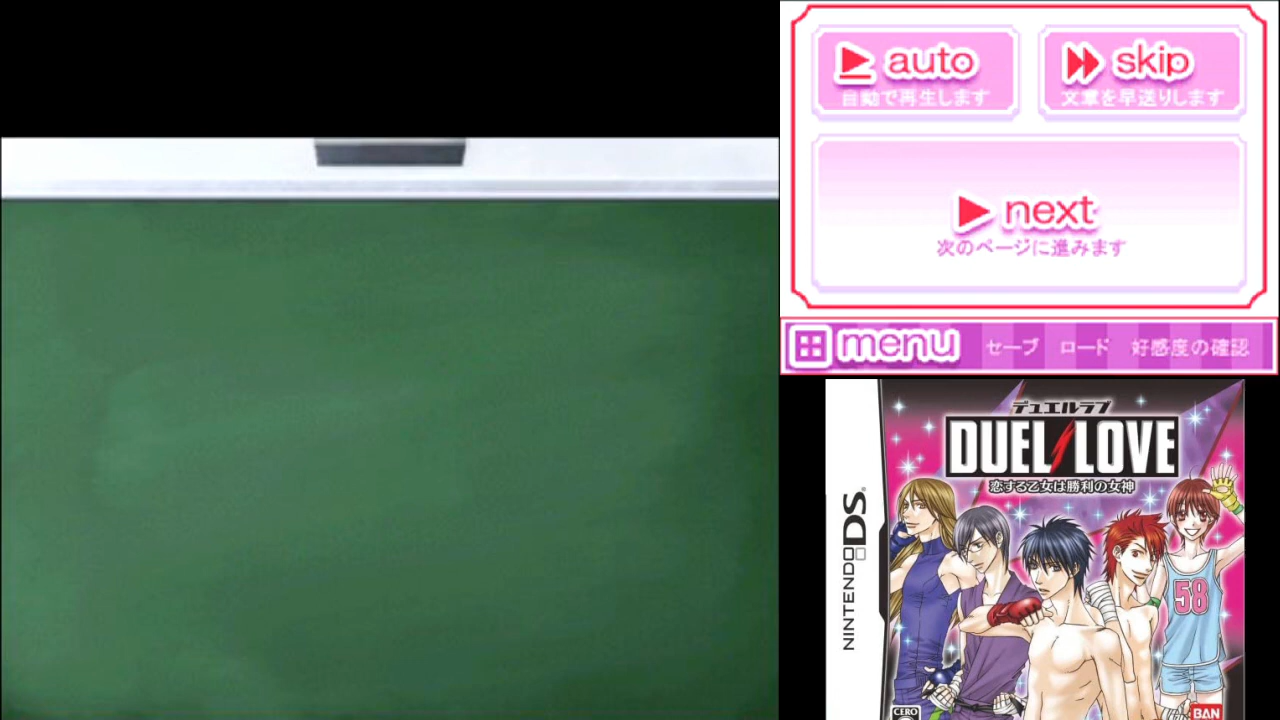 auto
自動で再生します
skip
文章を早送りします
next
次のページに進みます
menu セーブ ロード 好感度の確認
デュエルラブ
DUEL LOVE
恋する乙女は勝利の女神
NINTENDO DS
58
CERO
BAN